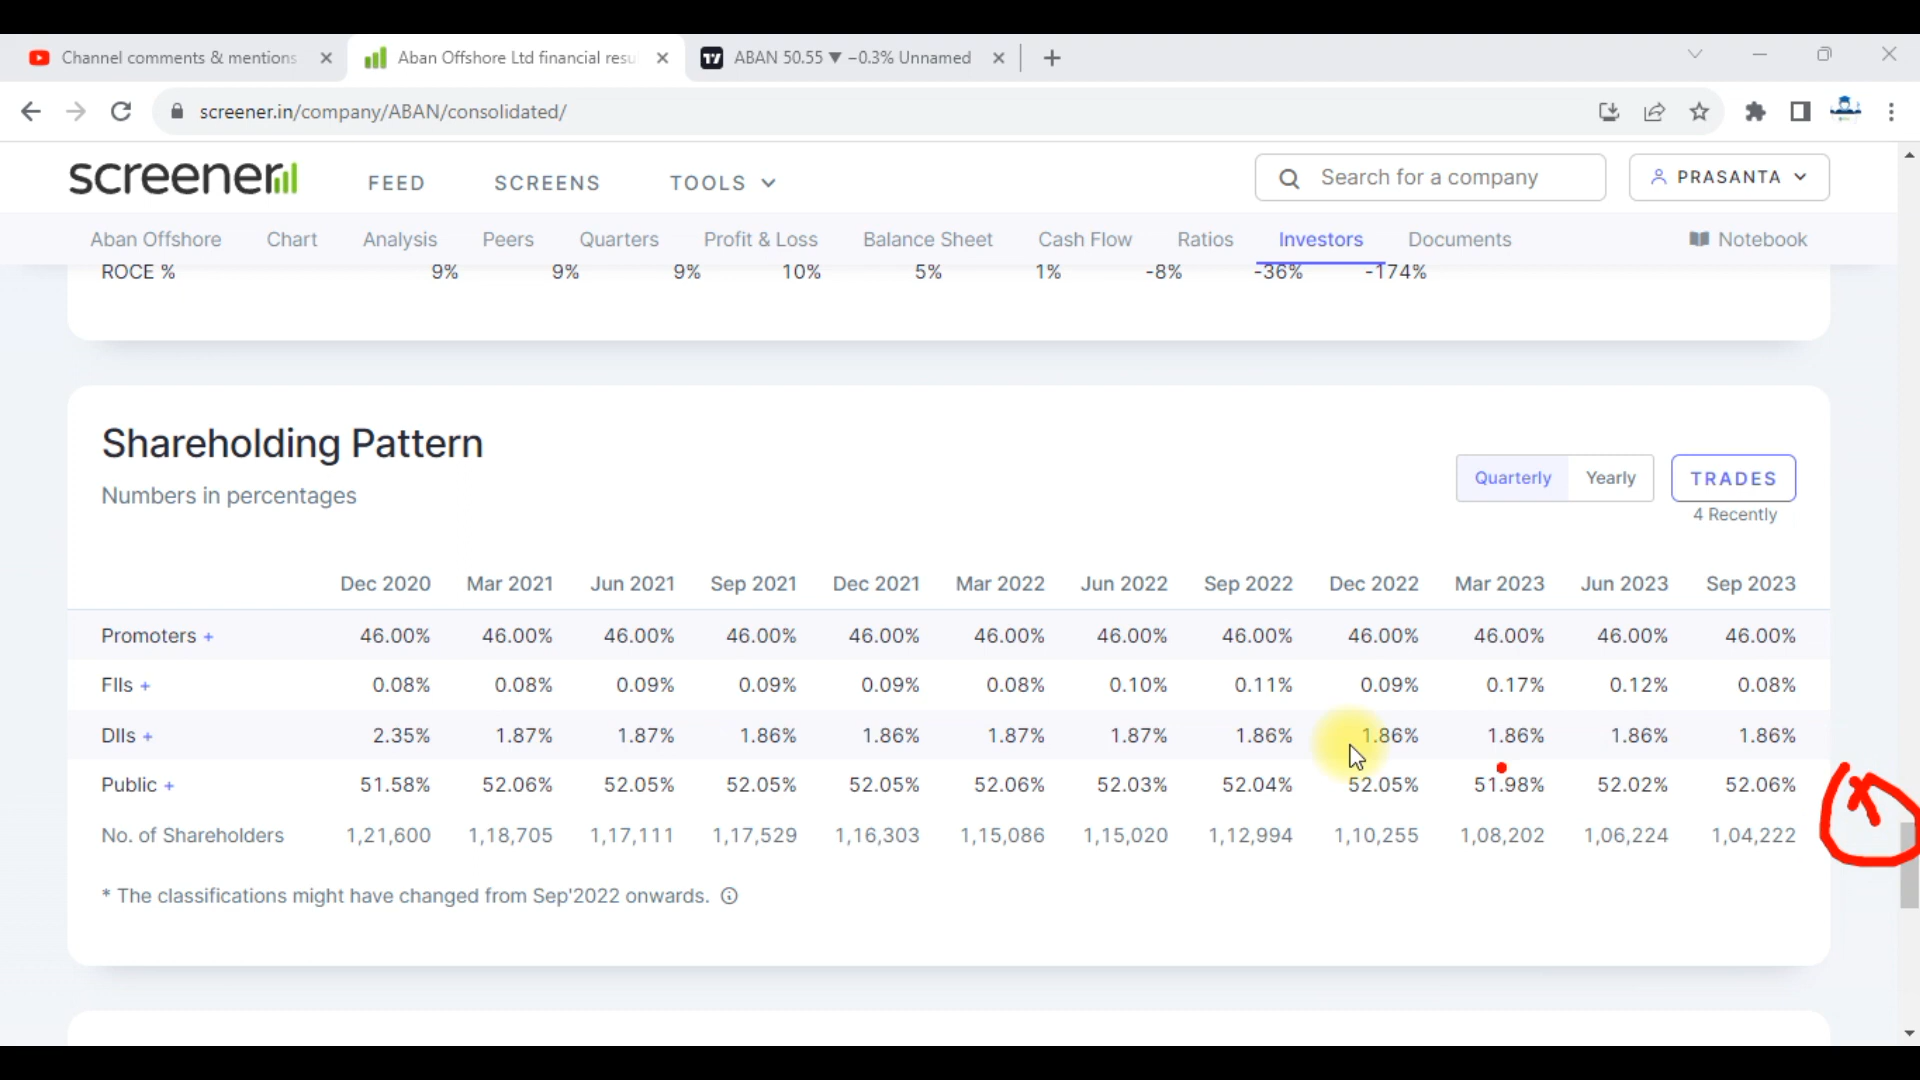 Channel comments & mentions
Aban Offshore Ltd financial resu
ABAN 50.55 ▼ −0.3% Unnamed
screener.in/company/ABAN/consolidated/
screener
FEED SCREENS TOOLS
Search for a company
PRASANTA
Aban Offshore Chart Analysis Peers Quarters Profit & Loss Balance Sheet Cash Flow Ratios Investors Documents Notebook
ROCE % 9% 9% 9% 10% 5% 1% -8% -36% -174%
Shareholding Pattern
Numbers in percentages
Quarterly Yearly TRADES
4 Recently
Dec 2020 Mar 2021 Jun 2021 Sep 2021 Dec 2021 Mar 2022 Jun 2022 Sep 2022 Dec 2022 Mar 2023 Jun 2023 Sep 2023
Promoters + 46.00% 46.00% 46.00% 46.00% 46.00% 46.00% 46.00% 46.00% 46.00% 46.00% 46.00% 46.00%
FIIs + 0.08% 0.08% 0.09% 0.09% 0.09% 0.08% 0.10% 0.11% 0.09% 0.17% 0.12% 0.08%
DIIs + 2.35% 1.87% 1.87% 1.86% 1.86% 1.87% 1.87% 1.86% 1.86% 1.86% 1.86% 1.86%
Public + 51.58% 52.06% 52.05% 52.05% 52.05% 52.06% 52.03% 52.04% 52.05% 51.98% 52.02% 52.06%
No. of Shareholders 1,21,600 1,18,705 1,17,111 1,17,529 1,16,303 1,15,086 1,15,020 1,12,994 1,10,255 1,08,202 1,06,224 1,04,222
* The classifications might have changed from Sep'2022 onwards.